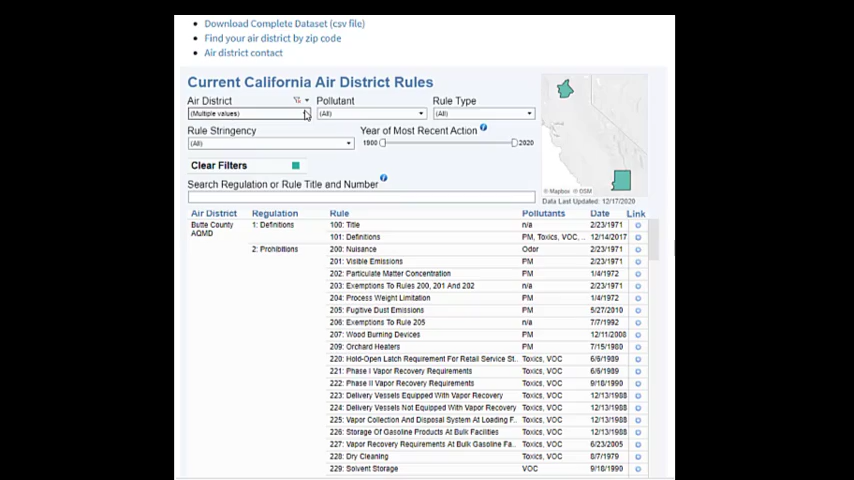 Download Complete Dataset (csv file)
Find your air district by zip code
Air district contact
Current California Air District Rules
Air District Pollutant Rule Type
(Multiple values) (All) (All)
Rule Stringency Year of Most Recent Action
(All) 1900 2020
Clear Filters
Search Regulation or Rule Title and Number
© Mapbox © OSM
Data Last Updated: 12/17/2020
Air District Regulation Rule Pollutants Date Link
Butte County AQMD 1: Definitions 100: Title n/a 2/23/1971
101: Definitions PM, Toxics, VOC, .. 12/14/2017
2: Prohibitions 200: Nuisance Odor 2/23/1971
201: Visible Emissions PM 2/23/1971
202: Particulate Matter Concentration PM 1/4/1972
203: Exemptions To Rules 200, 201 And 202 n/a 2/23/1971
204: Process Weight Limitation PM 1/4/1972
205: Fugitive Dust Emissions PM 5/27/2010
206: Exemptions To Rule 205 n/a 7/7/1992
207: Wood Burning Devices PM 12/11/2008
209: Orchard Heaters PM 7/15/1980
220: Hold-Open Latch Requirement For Retail Service St.. Toxics, VOC 6/6/1989
221: Phase I Vapor Recovery Requirements Toxics, VOC 6/6/1989
222: Phase II Vapor Recovery Requirements Toxics, VOC 9/18/1990
223: Delivery Vessels Equipped With Vapor Recovery Toxics, VOC 12/13/1988
224: Delivery Vessels Not Equipped With Vapor Recovery Toxics, VOC 12/13/1988
225: Vapor Collection And Disposal System At Loading F.. Toxics, VOC 12/13/1988
226: Storage Of Gasoline Products At Bulk Facilities Toxics, VOC 12/13/1988
227: Vapor Recovery Requirements At Bulk Gasoline Fa.. Toxics, VOC 6/23/2005
228: Dry Cleaning Toxics, VOC 8/7/1979
229: Solvent Storage VOC 9/18/1990